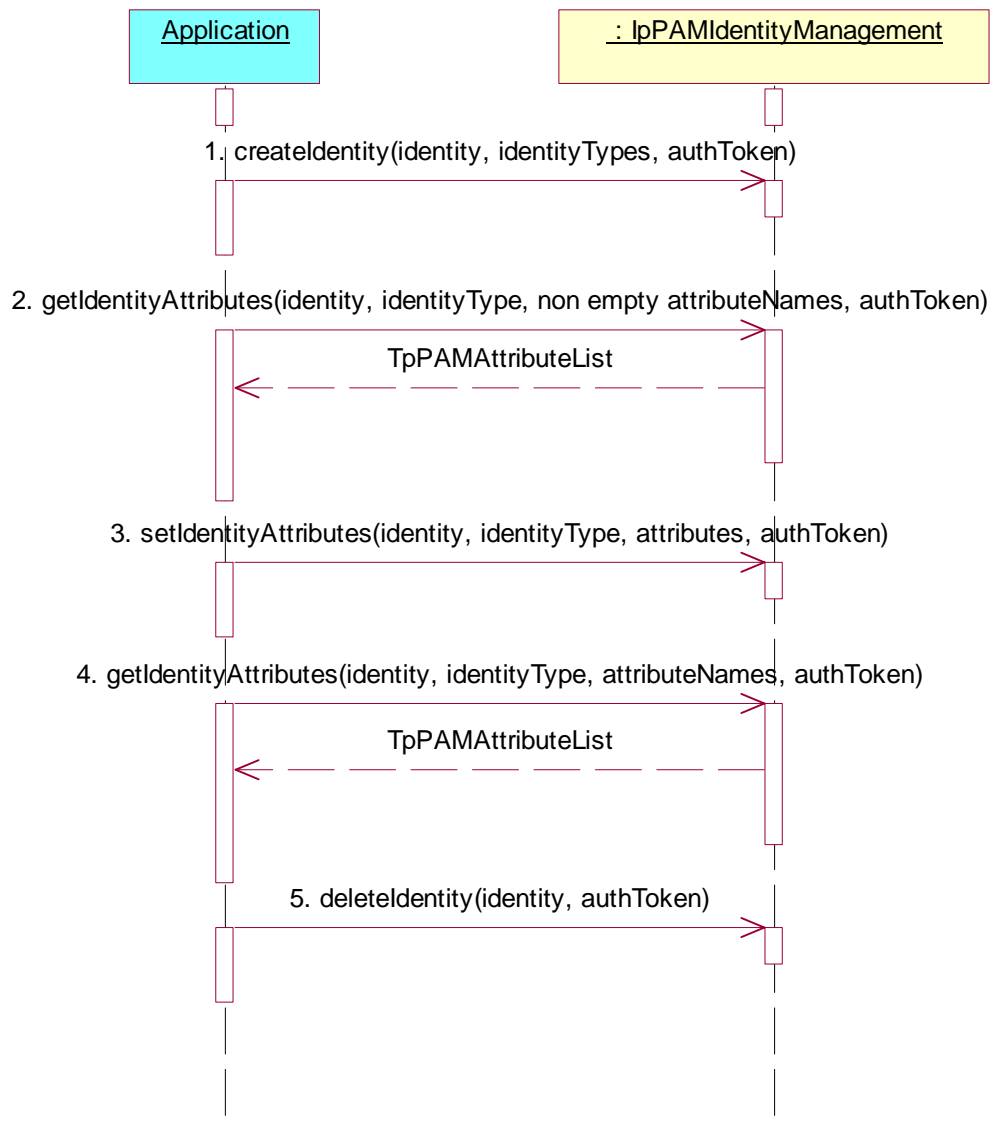 Application
: IpPAMIdentityManagement
1. createIdentity(identity, identityTypes, authToken)
2. getIdentityAttributes(identity, identityType, non empty attributeNames, authToken)
TpPAMAttributeList
3. setIdentityAttributes(identity, identityType, attributes, authToken)
4. getIdentityAttributes(identity, identityType, attributeNames, authToken)
TpPAMAttributeList
5. deleteIdentity(identity, authToken)